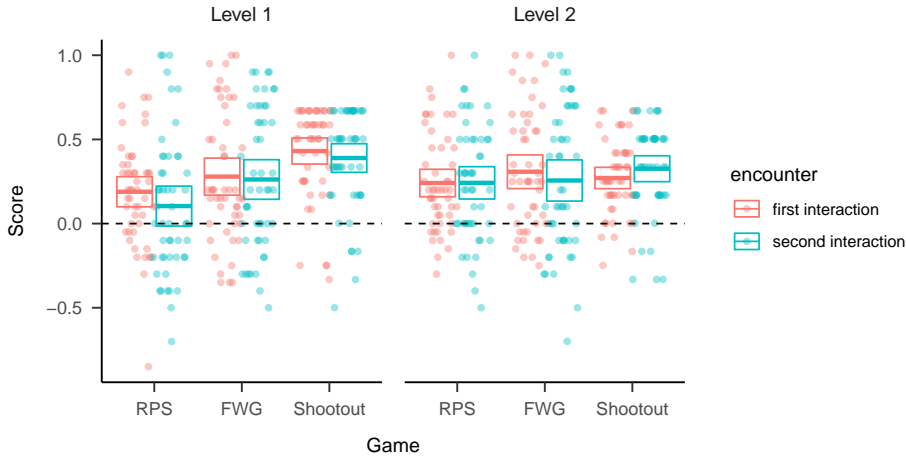 Level 1
Level 2
1.0
0.5
0.0
−0.5
Score
RPS
FWG
Shootout
RPS
FWG
Shootout
Game
encounter
first interaction
second interaction